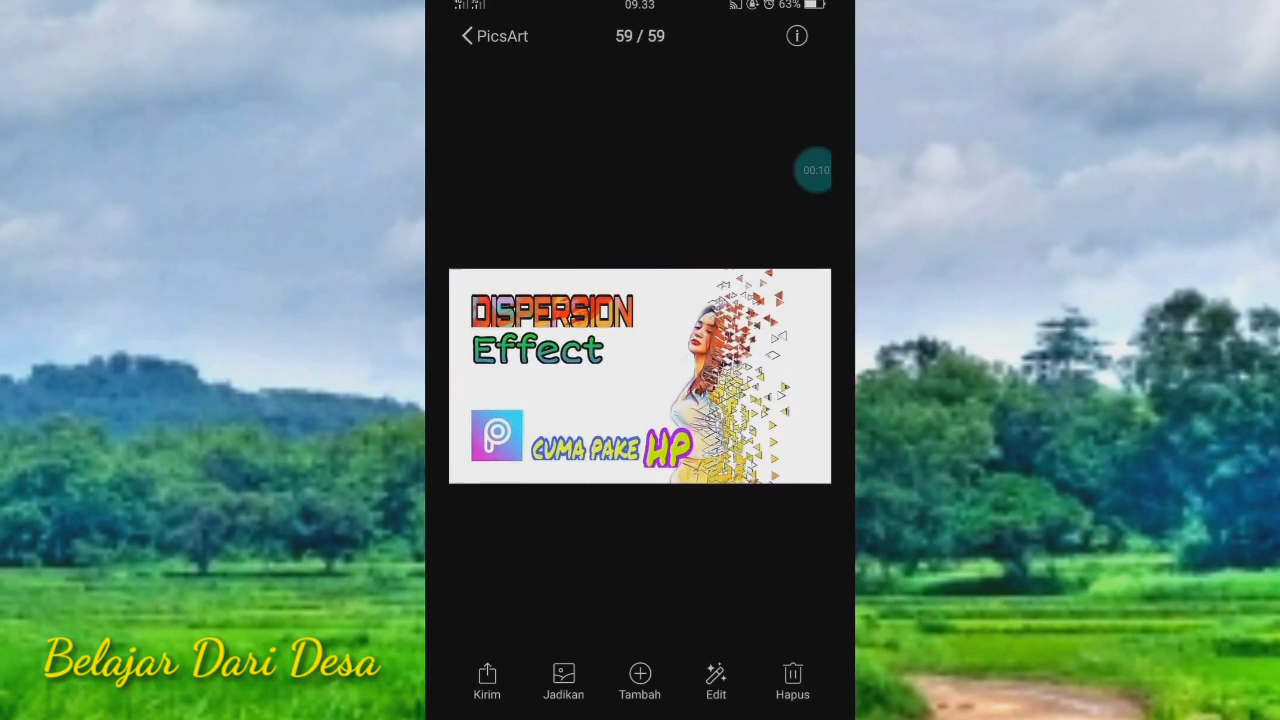 09.33
63%
PicsArt
59 / 59
00:10
DISPERSION
Effect
CUMA PAKE HP
Belajar Dari Desa
Kirim
Jadikan
Tambah
Edit
Hapus